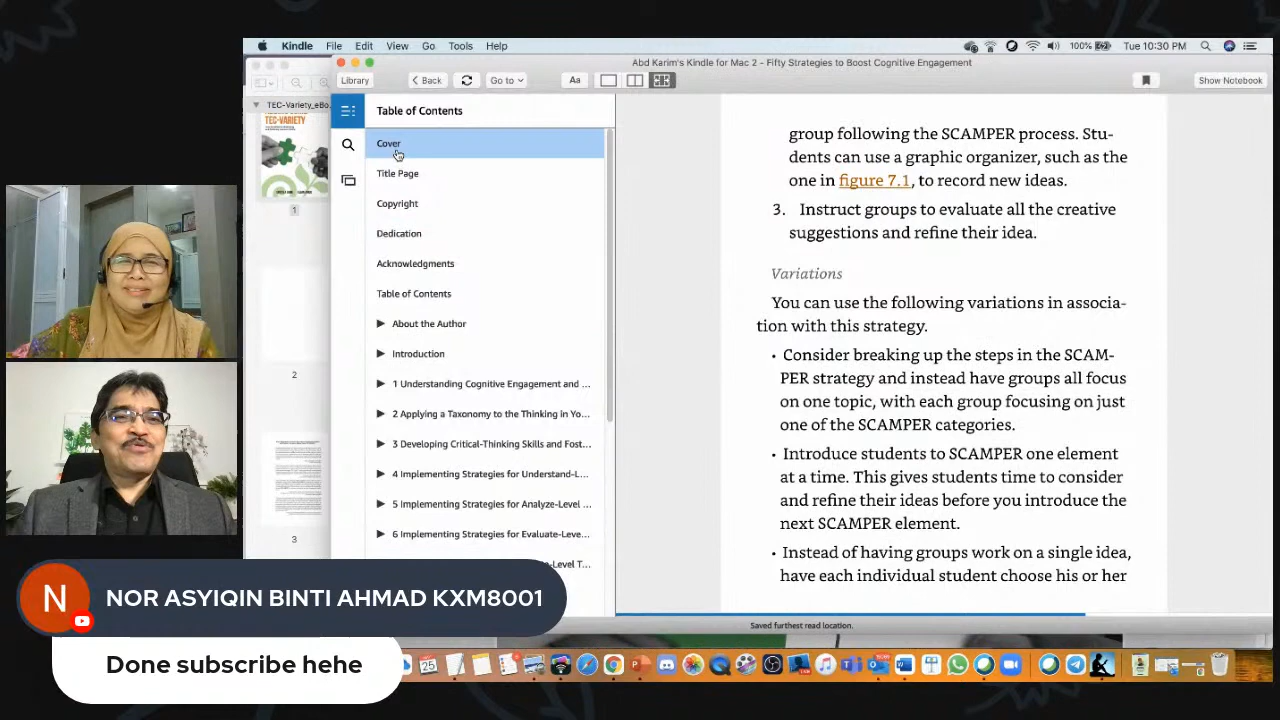 Kindle File Edit View Go Tools Help
100% Tue 10:30 PM
Abd Karim's Kindle for Mac 2 - Fifty Strategies to Boost Cognitive Engagement
Library Back Go to Aa Show Notebook
TEC-Variety_eBo...
TEC-VARIETY
1
2
3
Table of Contents
Cover
Title Page
Copyright
Dedication
Acknowledgments
Table of Contents
About the Author
Introduction
1 Understanding Cognitive Engagement and ...
2 Applying a Taxonomy to the Thinking in Yo...
3 Developing Critical-Thinking Skills and Fost...
4 Implementing Strategies for Understand-L...
5 Implementing Strategies for Analyze-Level ...
6 Implementing Strategies for Evaluate-Leve...
group following the SCAMPER process. Stu-
dents can use a graphic organizer, such as the
one in figure 7.1, to record new ideas.
3. Instruct groups to evaluate all the creative
suggestions and refine their idea.
Variations
You can use the following variations in associa-
tion with this strategy.
• Consider breaking up the steps in the SCAM-
PER strategy and instead have groups all focus
on one topic, with each group focusing on just
one of the SCAMPER categories.
• Introduce students to SCAMPER one element
at a time. This gives students time to consider
and refine their ideas before you introduce the
next SCAMPER element.
• Instead of having groups work on a single idea,
have each individual student choose his or her
Saved furthest read location.
N NOR ASYIQIN BINTI AHMAD KXM8001
Done subscribe hehe
25